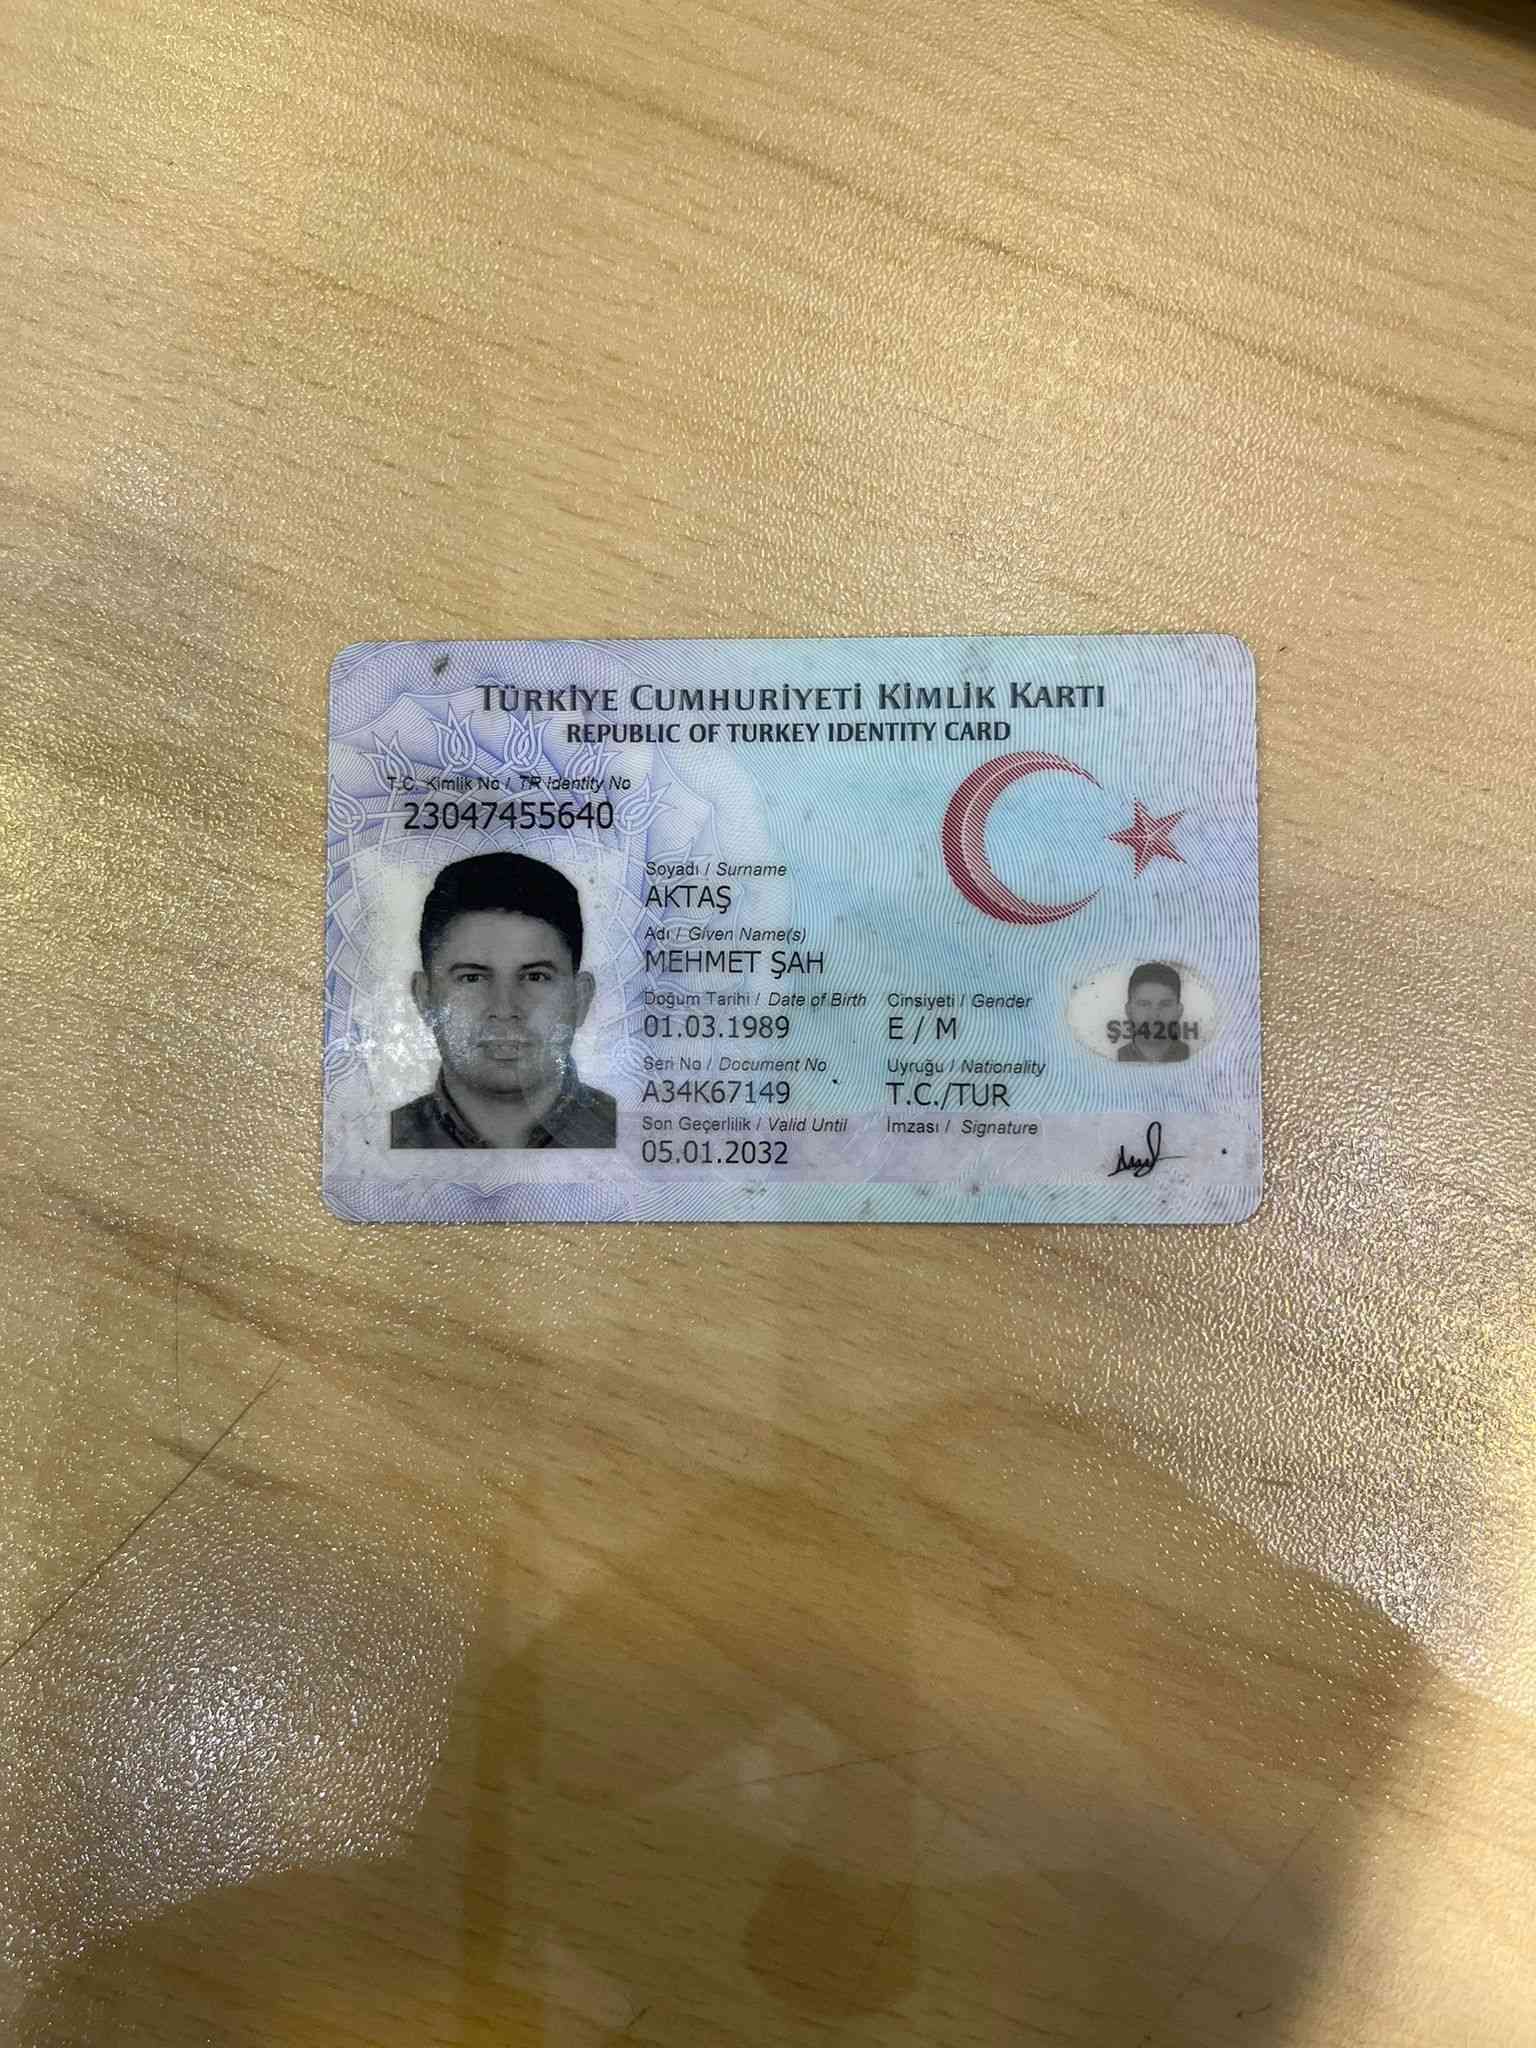 TÜRKİYE CUMHURİYETİ KİMLİK KARTI
REPUBLIC OF TURKEY IDENTITY CARD
T.C. Kimlik No / TR Identity No
23047455640
Soyadı / Surname
AKTAŞ
Adı / Given Name(s)
MEHMET ŞAH
Doğum Tarihi / Date of Birth Cinsiyeti / Gender
01.03.1989 E / M
Seri No / Document No Uyruğu / Nationality
A34K67149 T.C./TUR
Son Geçerlilik / Valid Until İmzası / Signature
05.01.2032